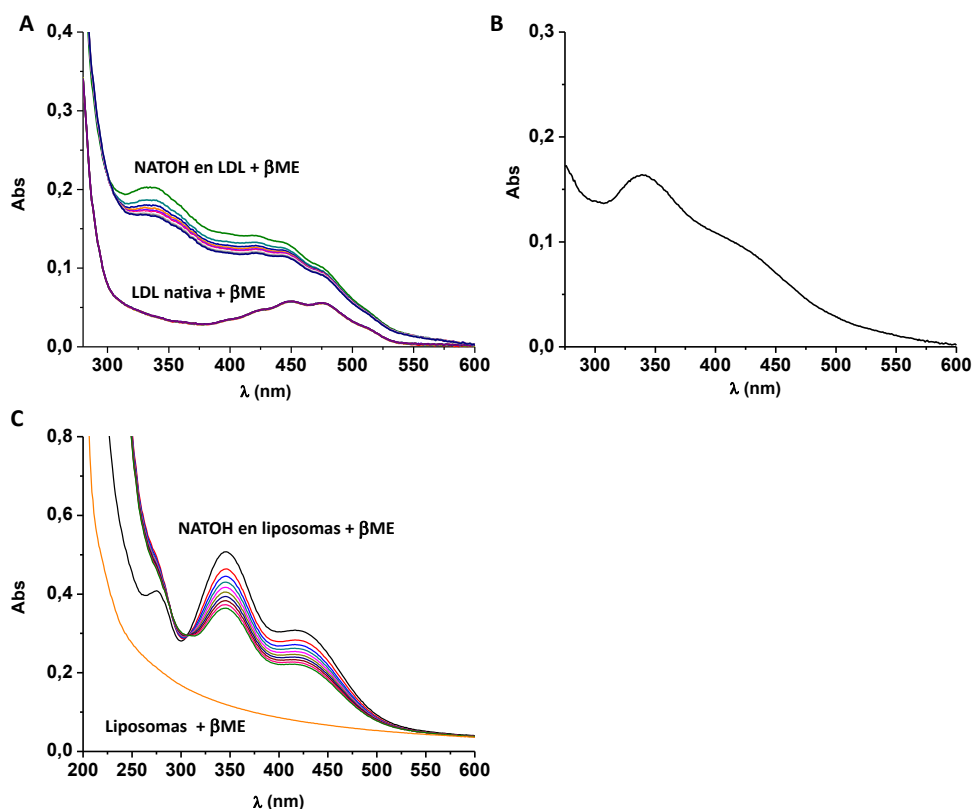 A
0,4
0,3
0,2
0,1
0,0
Abs
NATOH en LDL + βME
LDL nativa + βME
300 350 400 450 500 550 600
λ (nm)
B
0,3
0,2
0,1
0,0
Abs
300 350 400 450 500 550 600
λ (nm)
C
0,8
0,6
0,4
0,2
0,0
Abs
NATOH en liposomas + βME
Liposomas + βME
200 250 300 350 400 450 500 550 600
λ (nm)